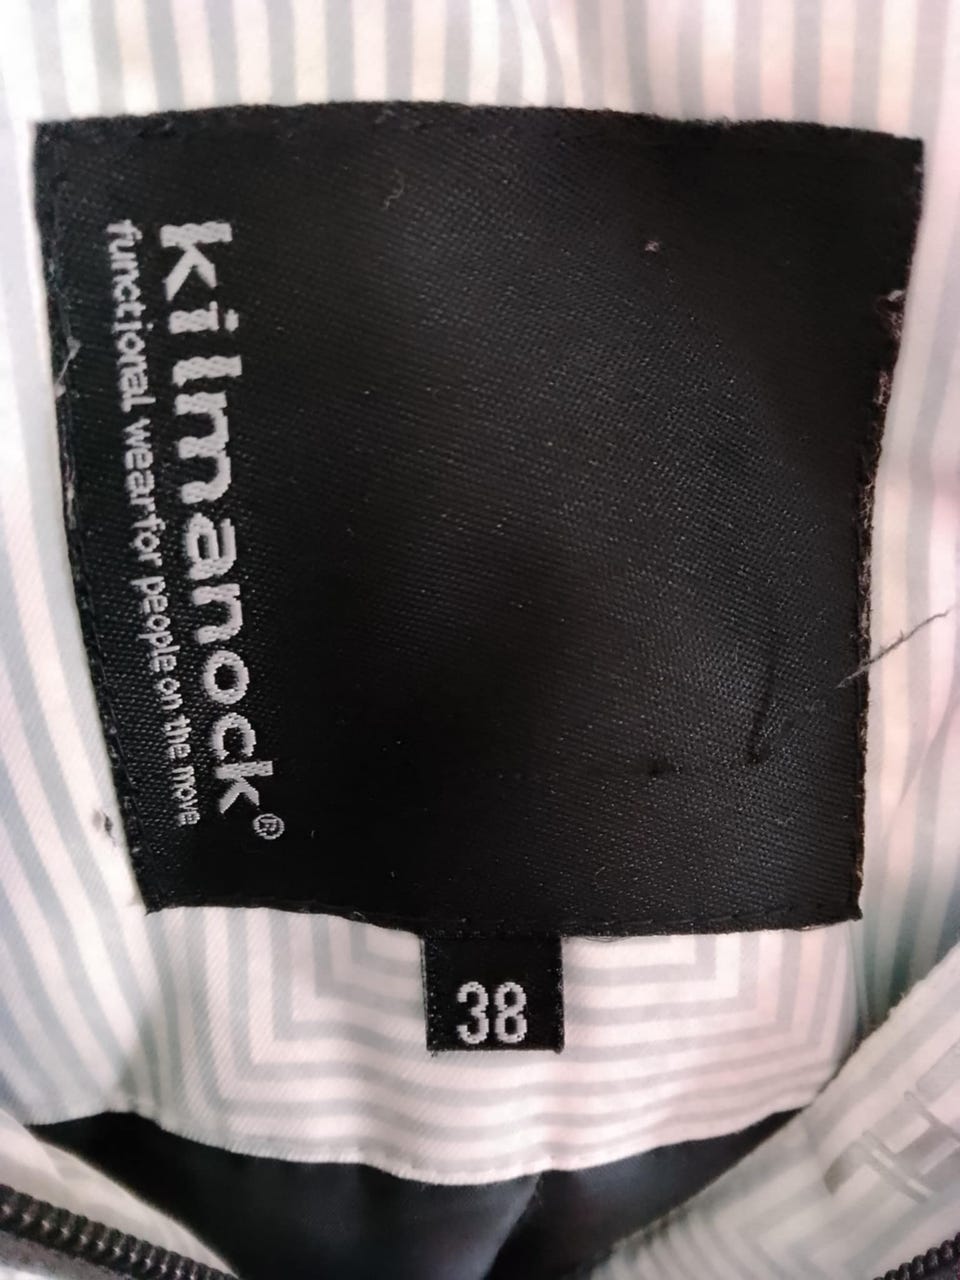 kilmanock®
functional wear for people on the move
38